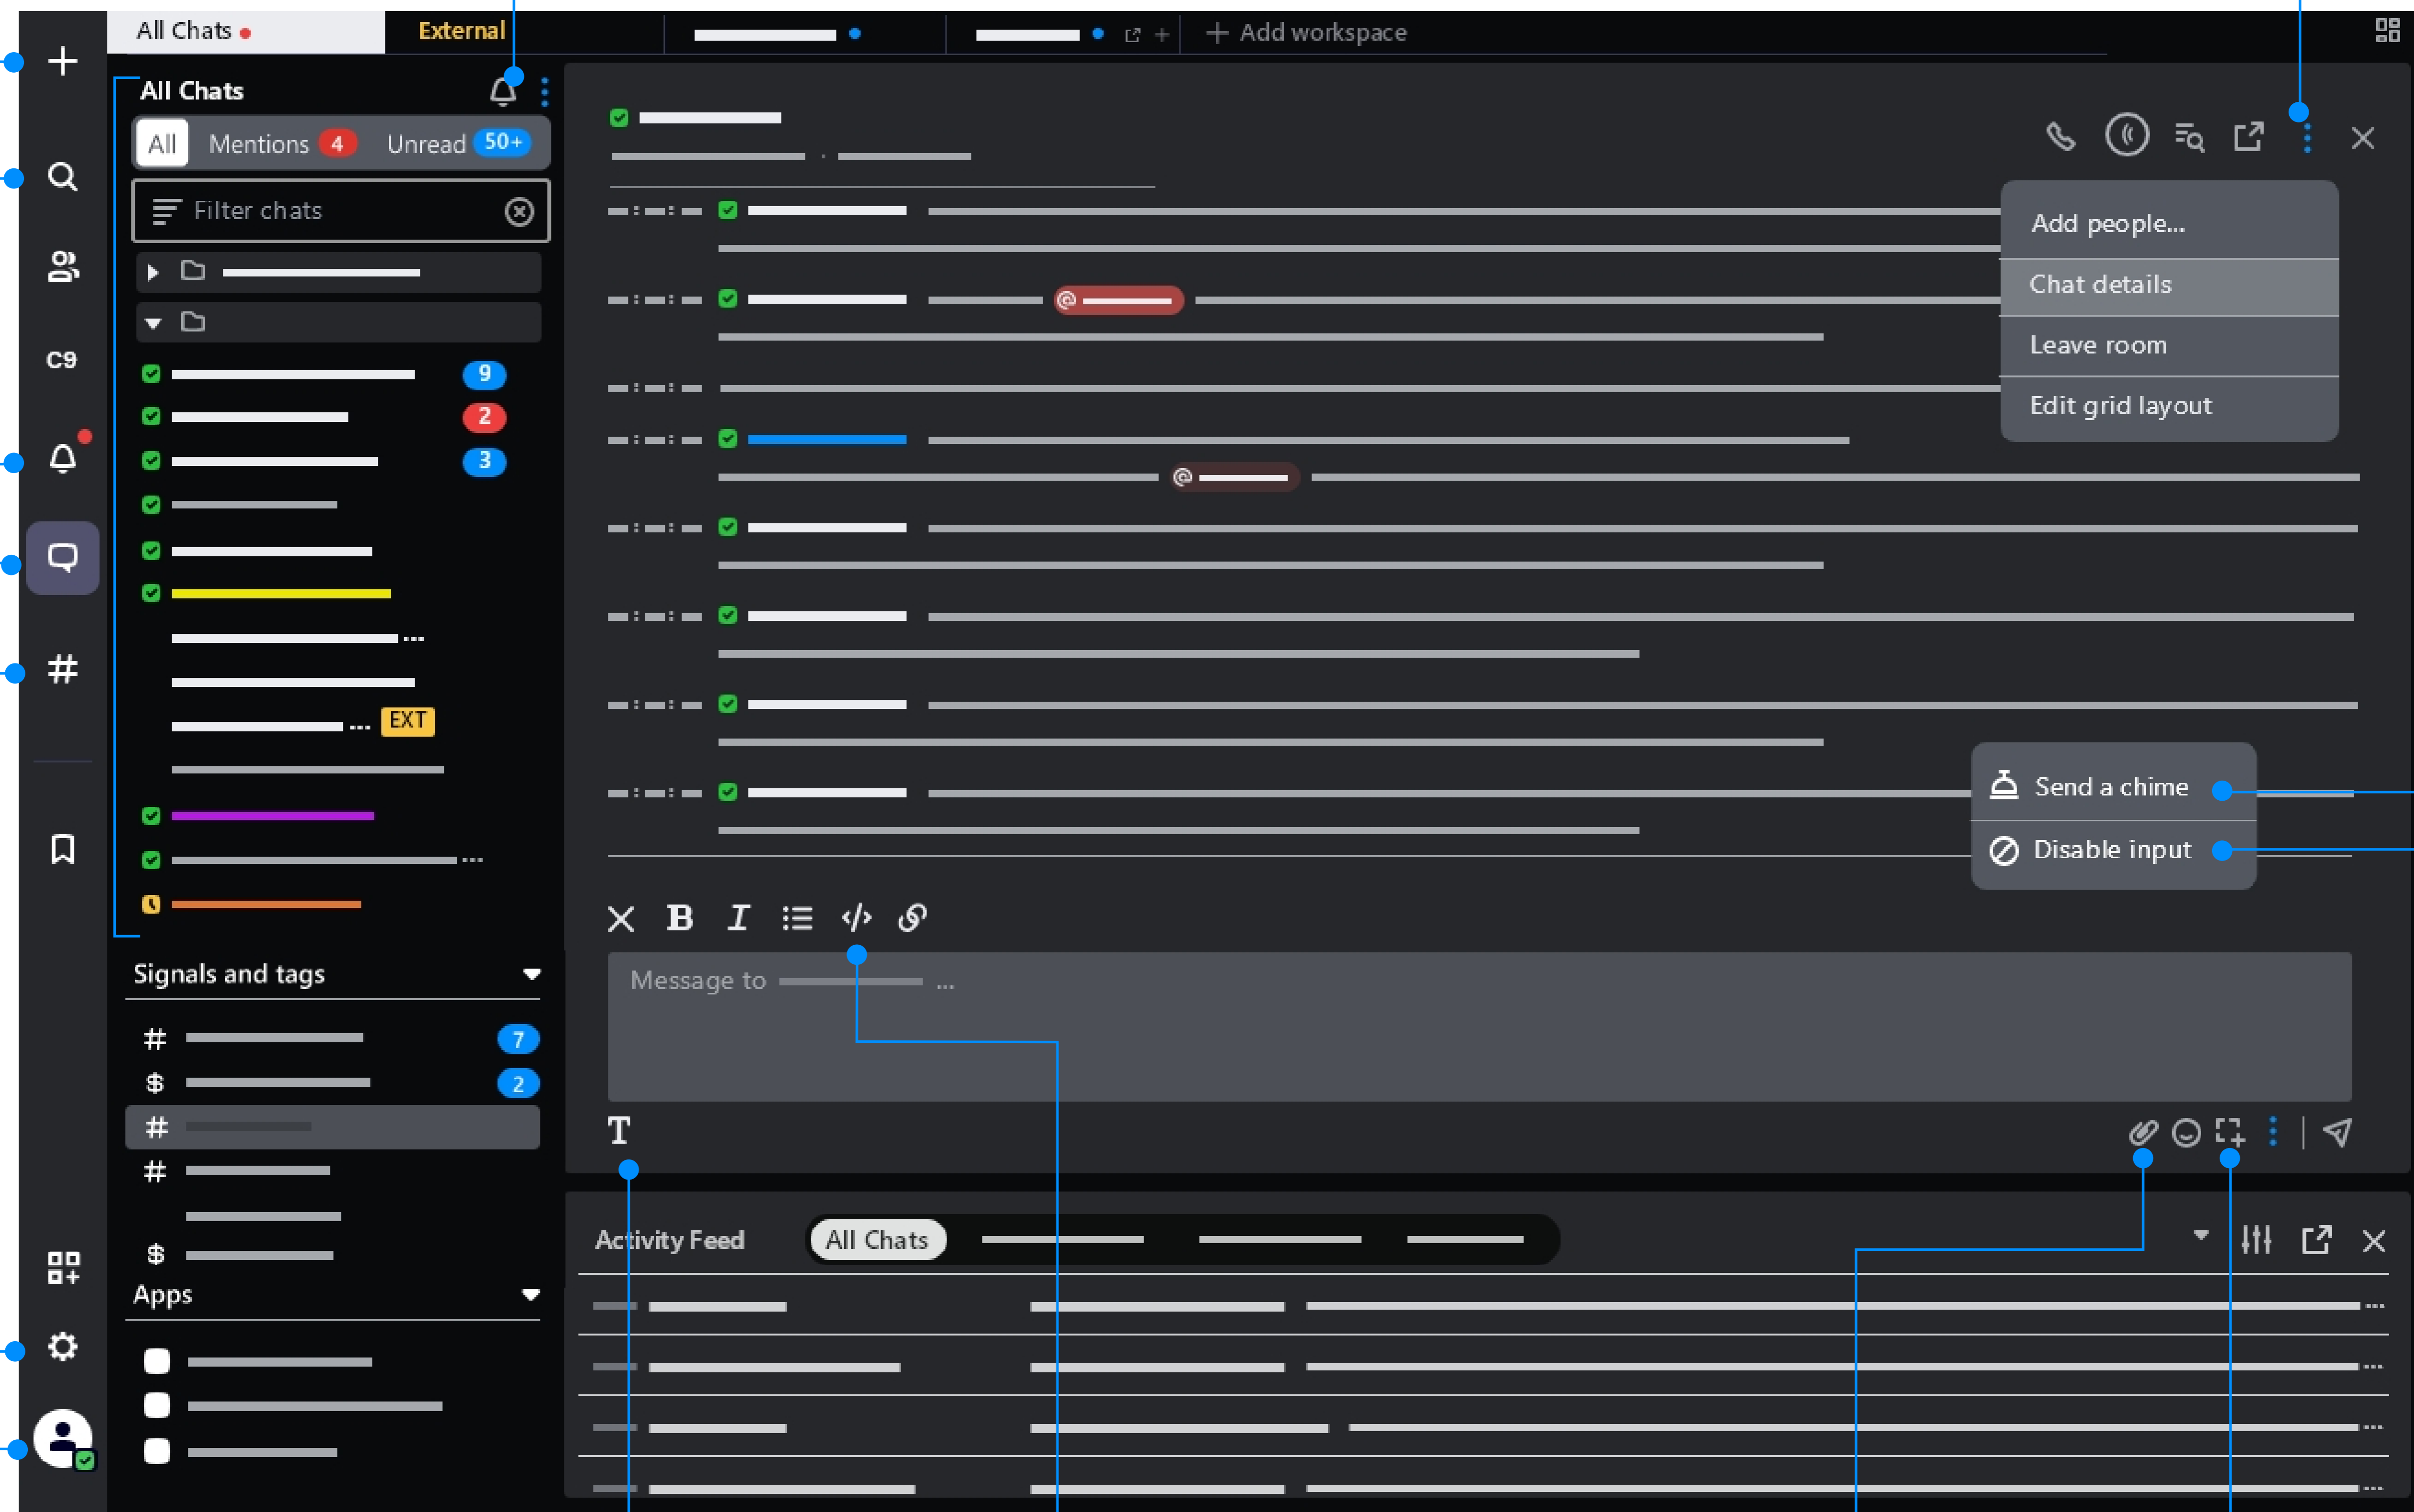 All Chats
External
Add workspace
All Chats
All
Mentions 4
Unread 50+
Filter chats
Add people...
Chat details
Leave room
Edit grid layout
C9
9
2
3
...
... EXT
...
Send a chime
Disable input
B I </>
Signals and tags
Message to ...
# 7
$ 2
#
#
$
T
Activity Feed
All Chats
Apps
...
...
...